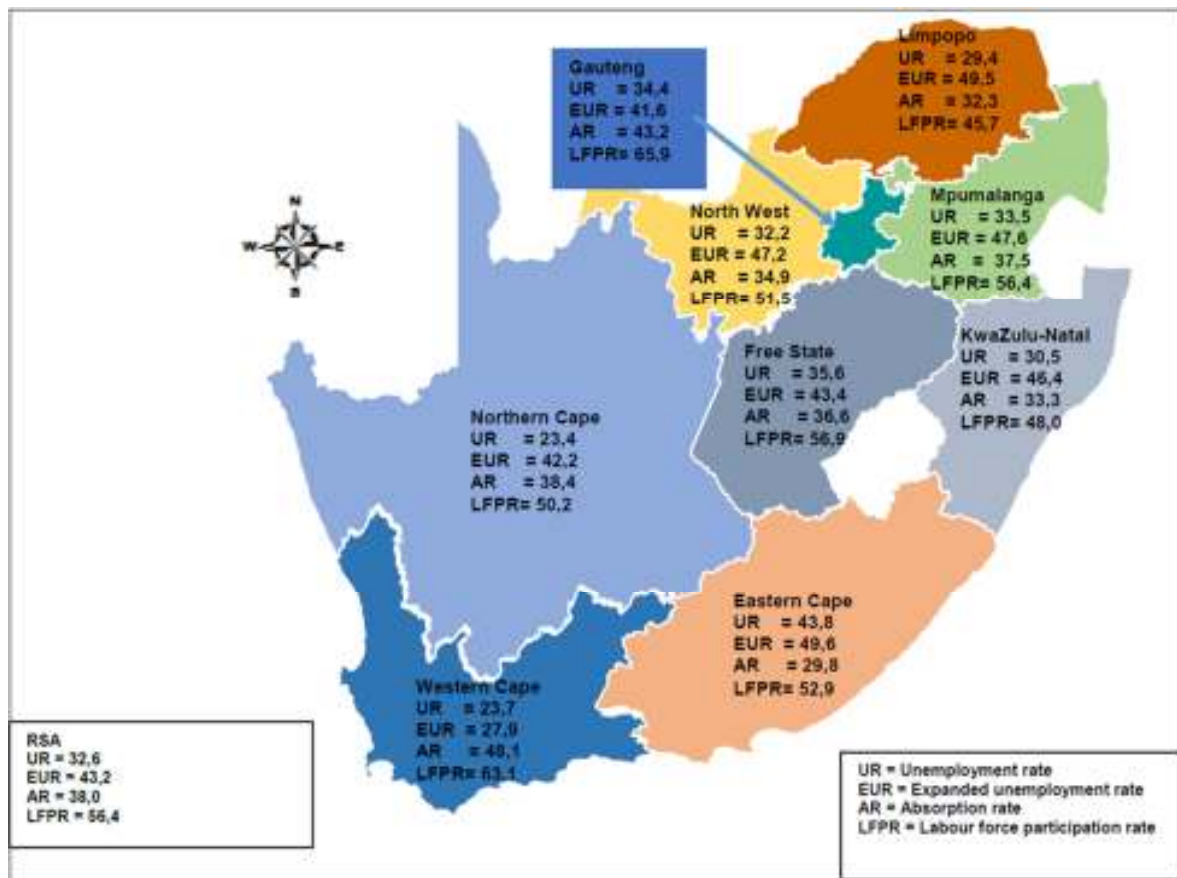 Limpopo
UR = 29,4
EUR = 49,5
AR = 32,3
LFPR= 45,7
Gauteng
UR = 34,4
EUR = 41,6
AR = 43,2
LFPR= 65,9
Mpumalanga
UR = 33,5
EUR = 47,6
AR = 37,5
LFPR= 56,4
North West
UR = 32,2
EUR = 47,2
AR = 34,9
LFPR= 51,5
N
W
E
S
KwaZulu-Natal
UR = 30,5
EUR = 46,4
AR = 33,3
LFPR= 48,0
Free State
UR = 35,6
EUR = 43,4
AR = 36,6
LFPR= 56,9
Northern Cape
UR = 23,4
EUR = 42,2
AR = 38,4
LFPR= 50,2
Eastern Cape
UR = 43,8
EUR = 49,6
AR = 29,8
LFPR= 52,9
Western Cape
UR = 23,7
EUR = 27,9
AR = 48,1
LFPR= 63,1
RSA
UR = 32,6
EUR = 43,2
AR = 38,0
LFPR = 56,4
UR = Unemployment rate
EUR = Expanded unemployment rate
AR = Absorption rate
LFPR = Labour force participation rate